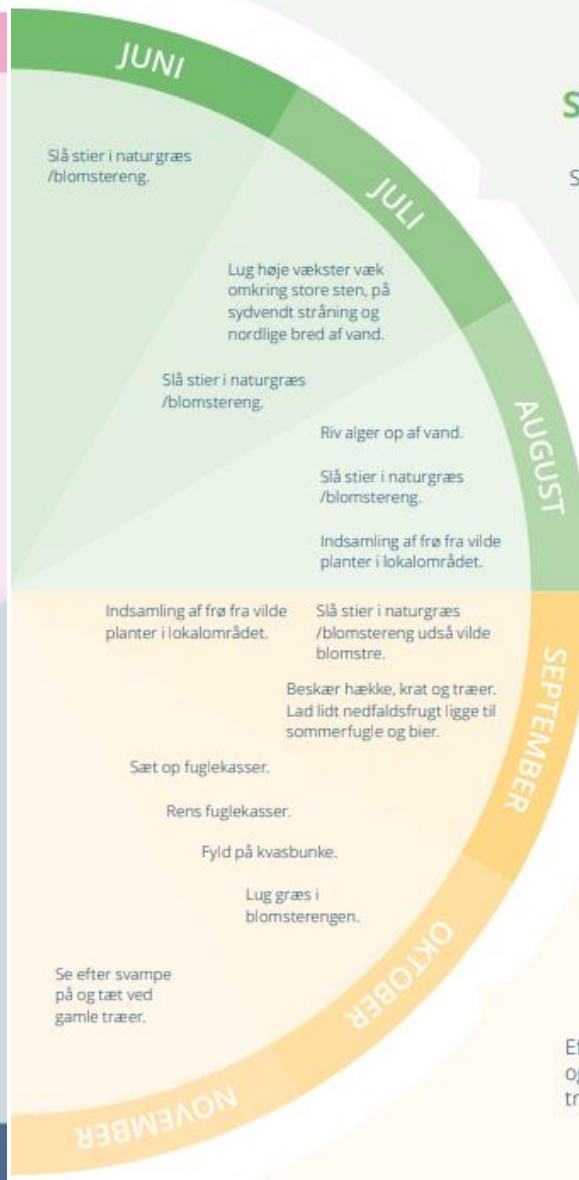 JUNI
Slå stier i naturgræs
/blomstereng.
JULI
Lug høje vækster væk
omkring store sten, på
sydvendt stråning og
nordlige bred af vand.
Slå stier i naturgræs
/blomstereng.
AUGUST
Riv alger op af vand.
Slå stier i naturgræs
/blomstereng.
Indsamling af frø fra vilde
planter i lokalområdet.
Indsamling af frø fra vilde
planter i lokalområdet.
Slå stier i naturgræs
/blomstereng udså vilde
blomstre.
SEPTEMBER
Beskær hække, krat og træer.
Lad lidt nedfaldsfrugt ligge til
sommerfugle og bier.
Sæt op fuglekasser.
Rens fuglekasser.
Fyld på kvasbunke.
Lug græs i
blomsterengen.
OKTOBER
Se efter svampe
på og tæt ved
gamle træer.
NOVEMBER
S
S
og